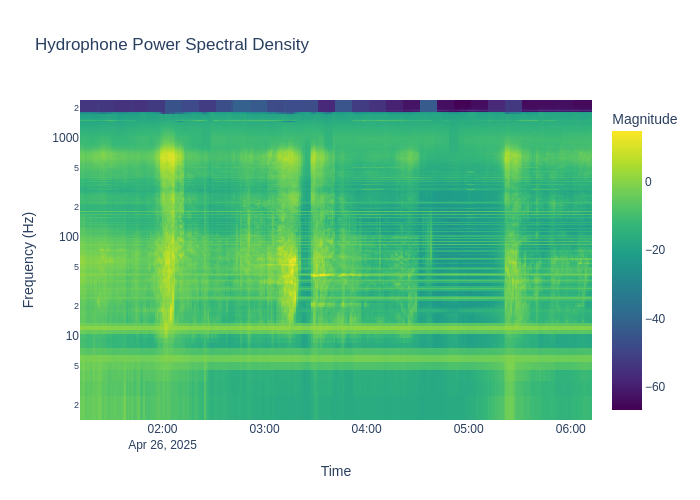 Hydrophone Power Spectral Density
Magnitude
0
−20
−40
−60
Frequency (Hz)
2
1000
5
2
100
5
2
10
5
2
02:00 03:00 04:00 05:00 06:00
Apr 26, 2025
Time